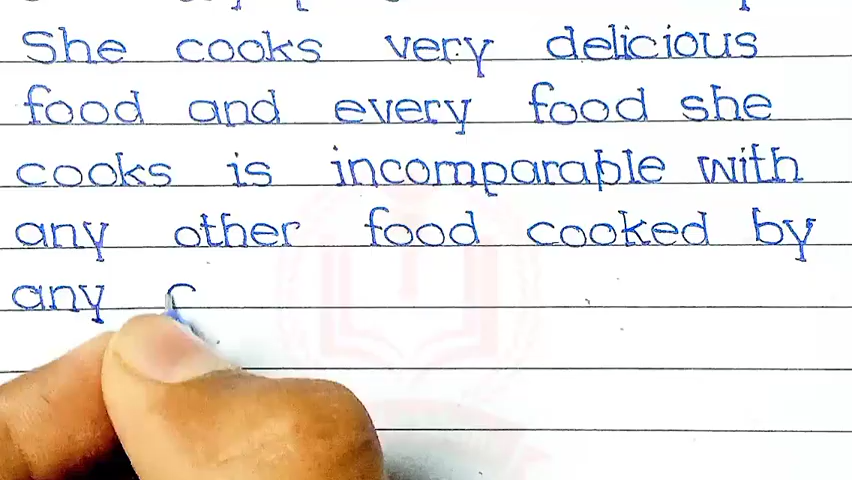 She cooks very delicious
food and every food she
cooks is incomparable with
any other food cooked by
any